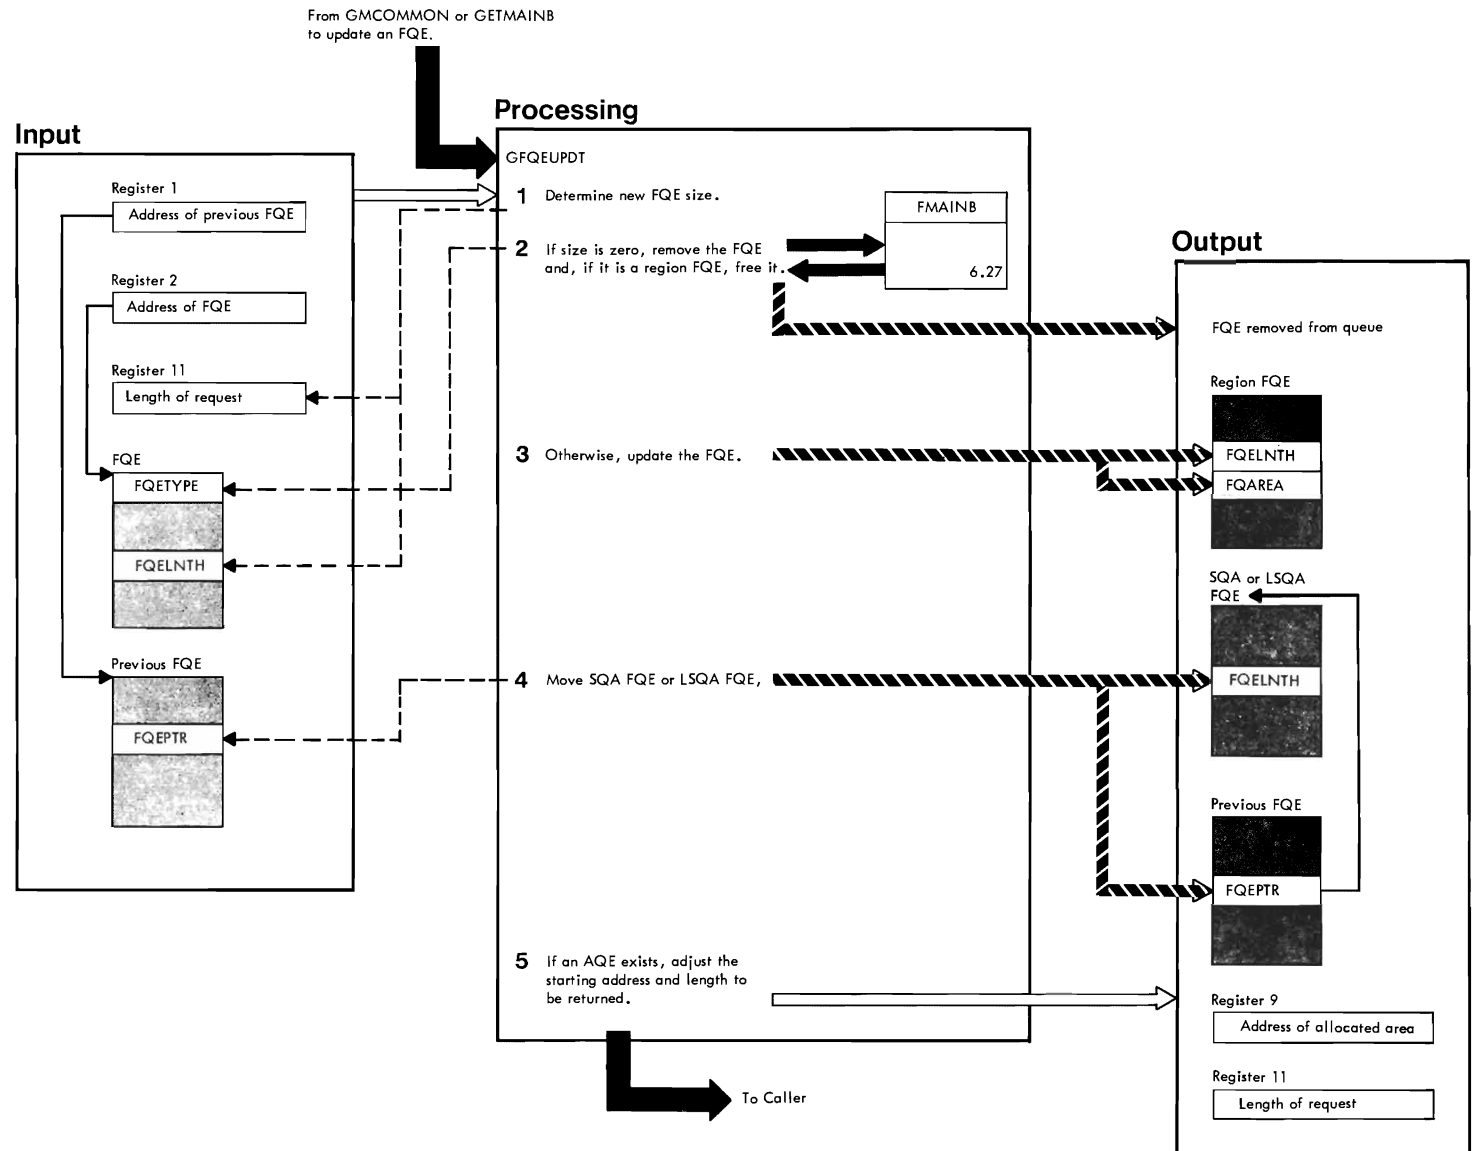 From GMCOMMON or GETMAINB
to update an FQE.
Input
Register 1
Address of previous FQE
Register 2
Address of FQE
Register 11
Length of request
FQE
FQETYPE
FQELNTH
Previous FQE
FQEPTR
Processing
GFQEUPDT
1 Determine new FQE size.
2 If size is zero, remove the FQE
and, if it is a region FQE, free it.
FMAINB
6.27
3 Otherwise, update the FQE.
4 Move SQA FQE or LSQA FQE,
5 If an AQE exists, adjust the
starting address and length to
be returned.
To Caller
Output
FQE removed from queue
Region FQE
FQELNTH
FQAREA
SQA or LSQA
FQE
FQELNTH
Previous FQE
FQEPTR
Register 9
Address of allocated area
Register 11
Length of request